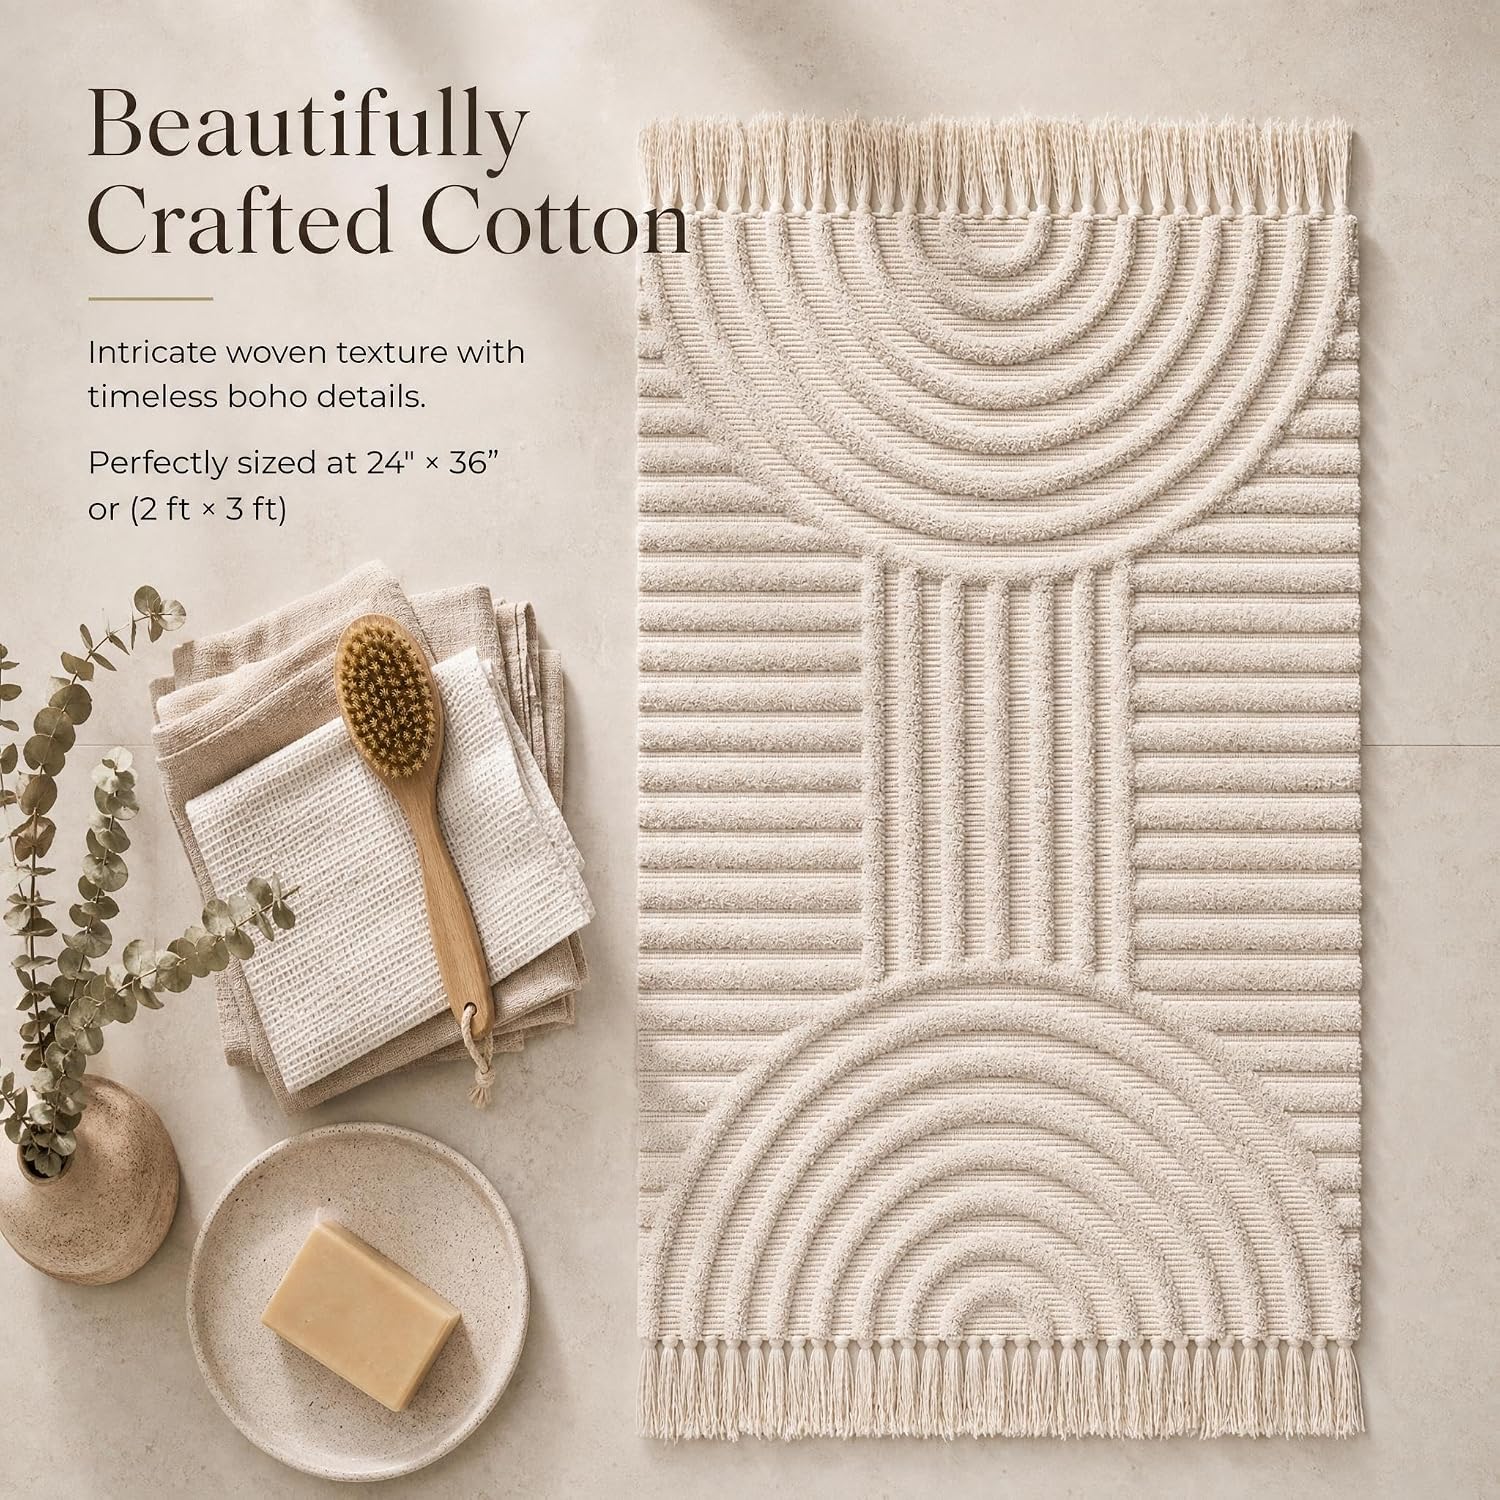 Beautifully
Crafted Cotton
Intricate woven texture with
timeless boho details.
Perfectly sized at 24" × 36”
or (2 ft × 3 ft)